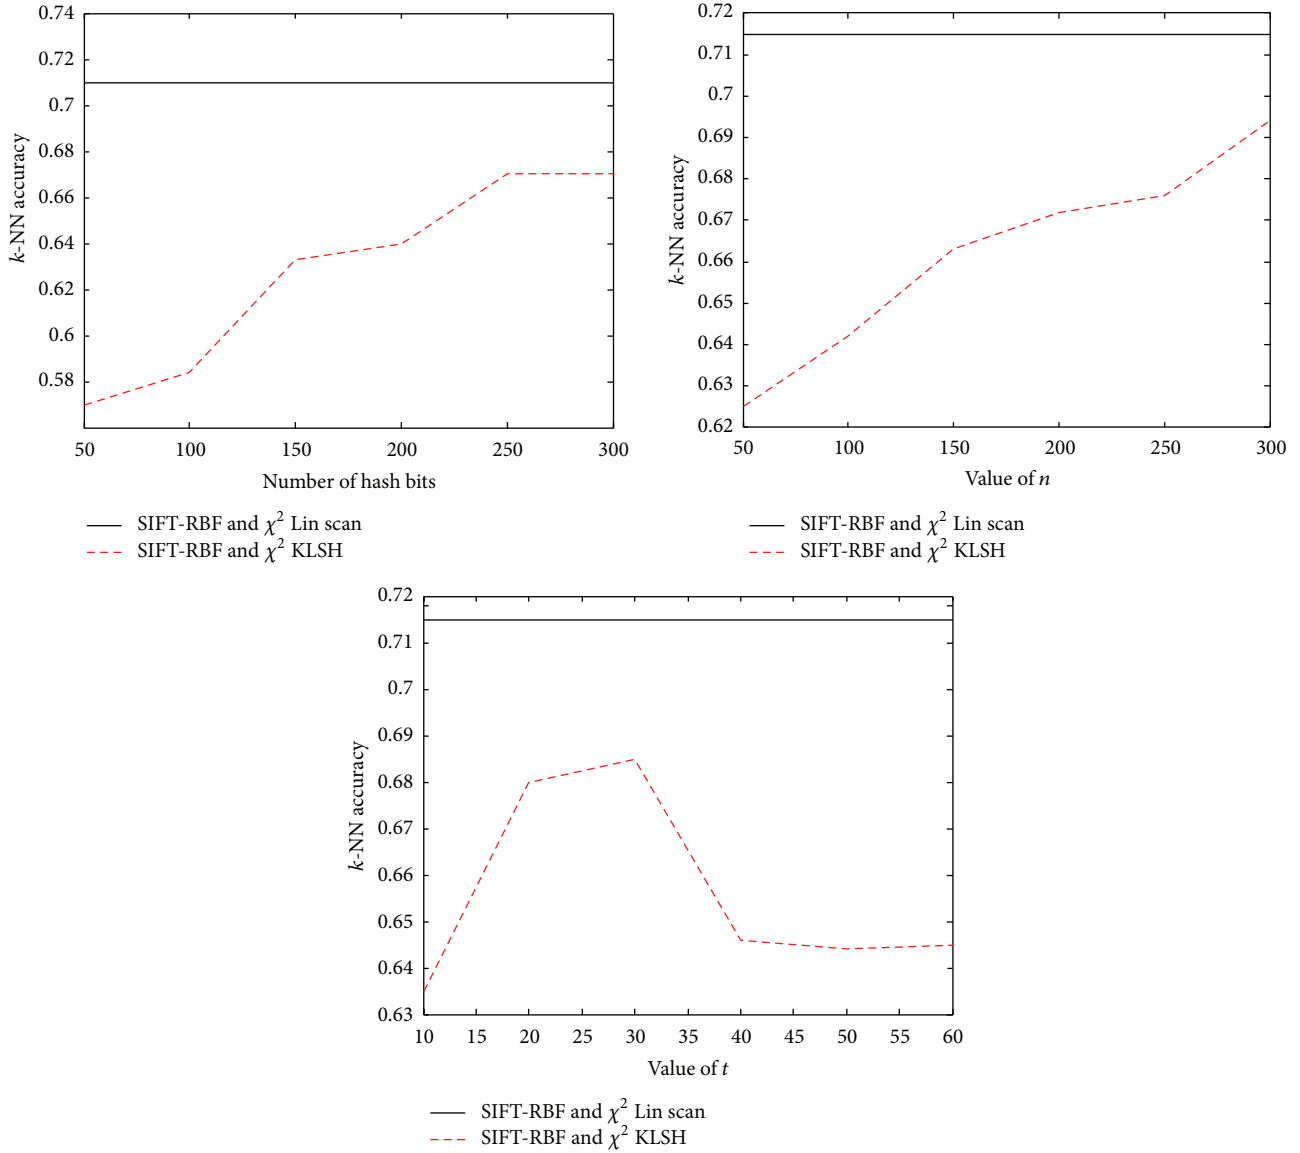 0.74
0.72
0.7
0.68
0.66
0.64
0.62
0.6
0.58
k-NN accuracy
50 100 150 200 250 300
Number of hash bits
SIFT-RBF and χ² Lin scan
SIFT-RBF and χ² KLSH
0.72
0.71
0.7
0.69
0.68
0.67
0.66
0.65
0.64
0.63
0.62
k-NN accuracy
50 100 150 200 250 300
Value of n
SIFT-RBF and χ² Lin scan
SIFT-RBF and χ² KLSH
0.72
0.71
0.7
0.69
0.68
0.67
0.66
0.65
0.64
0.63
k-NN accuracy
10 15 20 25 30 35 40 45 50 55 60
Value of t
SIFT-RBF and χ² Lin scan
SIFT-RBF and χ² KLSH